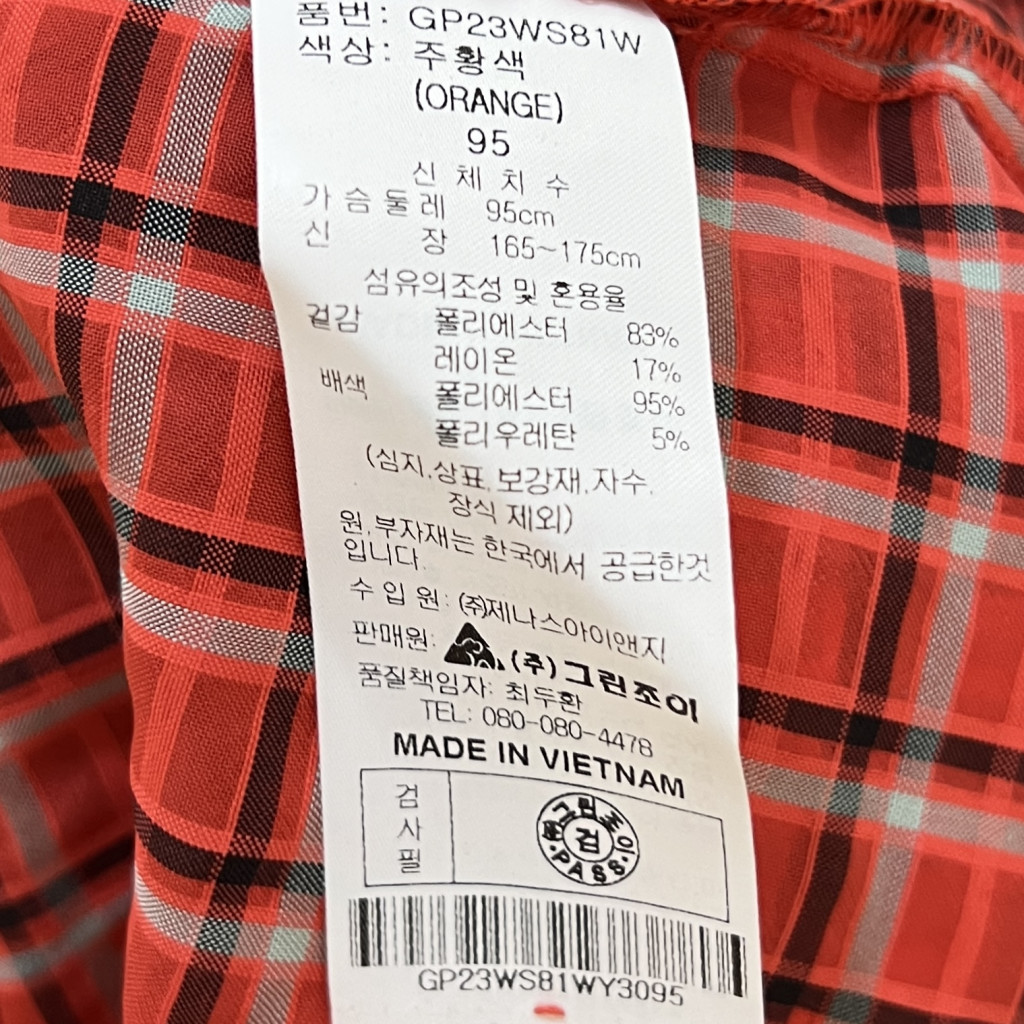 품번: GP23WS81W
색상: 주황색
(ORANGE)
95
신 체 치 수
가슴둘레 95cm
신 장 165~175cm
섬유의조성 및 혼용율
겉감 폴리에스터 83%
레이온 17%
배색 폴리에스터 95%
폴리우레탄 5%
(심지.상표.보강재.자수.
장식 제외)
원.부자재는 한국에서 공급한것
입니다.
수 입 원: (주)제나스아이앤지
판매원: (주)그린조이
품질책임자: 최두환
TEL: 080-080-4478
MADE IN VIETNAM
검사필
그린조이
검
PASS
GP23WS81WY3095